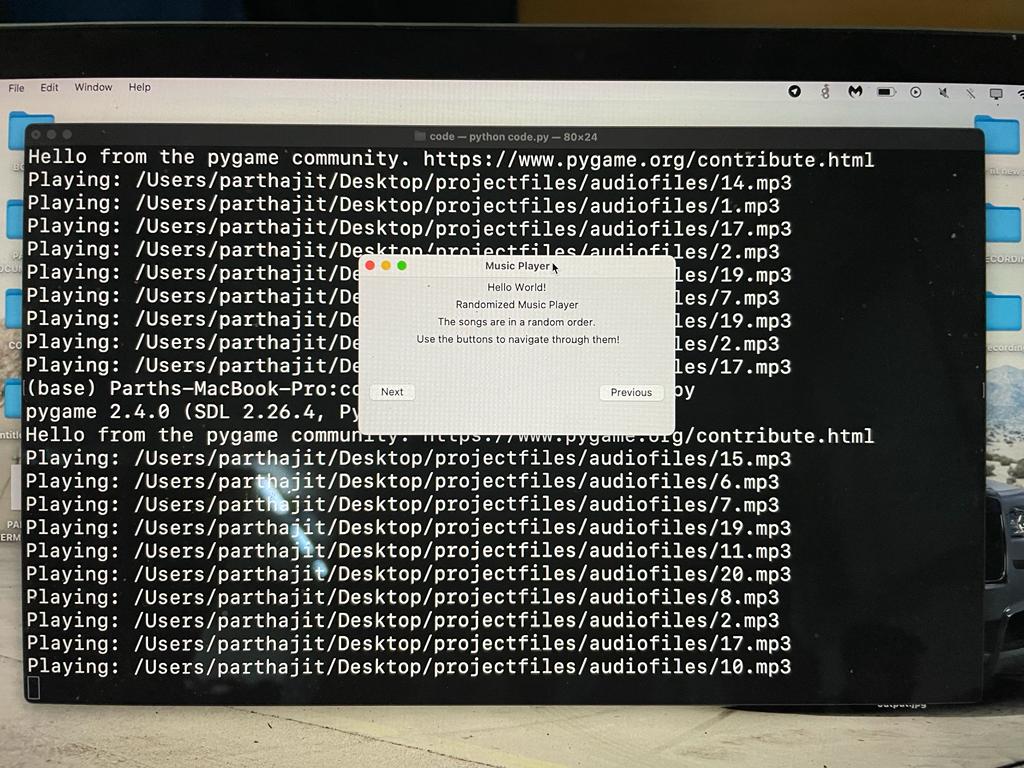 File Edit Window Help
code — python code.py — 80×24
Hello from the pygame community. https://www.pygame.org/contribute.html
Playing: /Users/parthajit/Desktop/projectfiles/audiofiles/14.mp3
Playing: /Users/parthajit/Desktop/projectfiles/audiofiles/1.mp3
Playing: /Users/parthajit/Desktop/projectfiles/audiofiles/17.mp3
Playing: /Users/parthajit/Desktop/projectfiles/audiofiles/2.mp3
Playing: /Users/parthajit/De les/19.mp3
Playing: /Users/parthajit/De les/7.mp3
Playing: /Users/parthajit/De les/19.mp3
Playing: /Users/parthajit/De les/2.mp3
Playing: /Users/parthajit/De les/17.mp3
(base) Parths-MacBook-Pro:co py
pygame 2.4.0 (SDL 2.26.4, Py
Music Player
Hello World!
Randomized Music Player
The songs are in a random order.
Use the buttons to navigate through them!
Next Previous
Hello from the pygame community. https://www.pygame.org/contribute.html
Playing: /Users/parthajit/Desktop/projectfiles/audiofiles/15.mp3
Playing: /Users/parthajit/Desktop/projectfiles/audiofiles/6.mp3
Playing: /Users/parthajit/Desktop/projectfiles/audiofiles/7.mp3
Playing: /Users/parthajit/Desktop/projectfiles/audiofiles/19.mp3
Playing: /Users/parthajit/Desktop/projectfiles/audiofiles/11.mp3
Playing: /Users/parthajit/Desktop/projectfiles/audiofiles/20.mp3
Playing: /Users/parthajit/Desktop/projectfiles/audiofiles/8.mp3
Playing: /Users/parthajit/Desktop/projectfiles/audiofiles/2.mp3
Playing: /Users/parthajit/Desktop/projectfiles/audiofiles/17.mp3
Playing: /Users/parthajit/Desktop/projectfiles/audiofiles/10.mp3